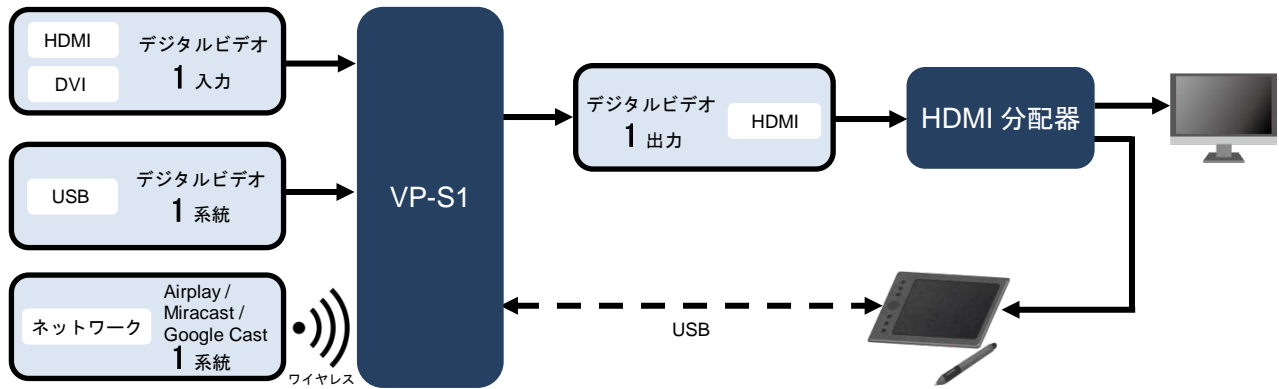 HDMI
デジタルビデオ
DVI
1 入力
USB
デジタルビデオ
1 系統
ネットワーク
Airplay /
Miracast /
Google Cast
1 系統
ワイヤレス
VP-S1
デジタルビデオ
1 出力
HDMI
HDMI 分配器
USB